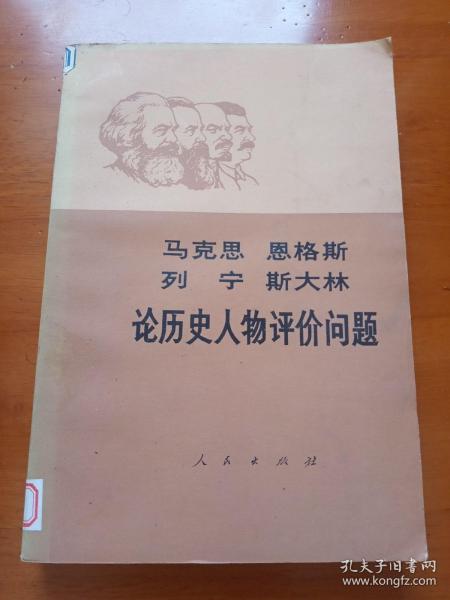 马克思 恩格斯
列 宁 斯大林
论历史人物评价问题
人民出版社
孔夫子旧书网
www.kongfz.com